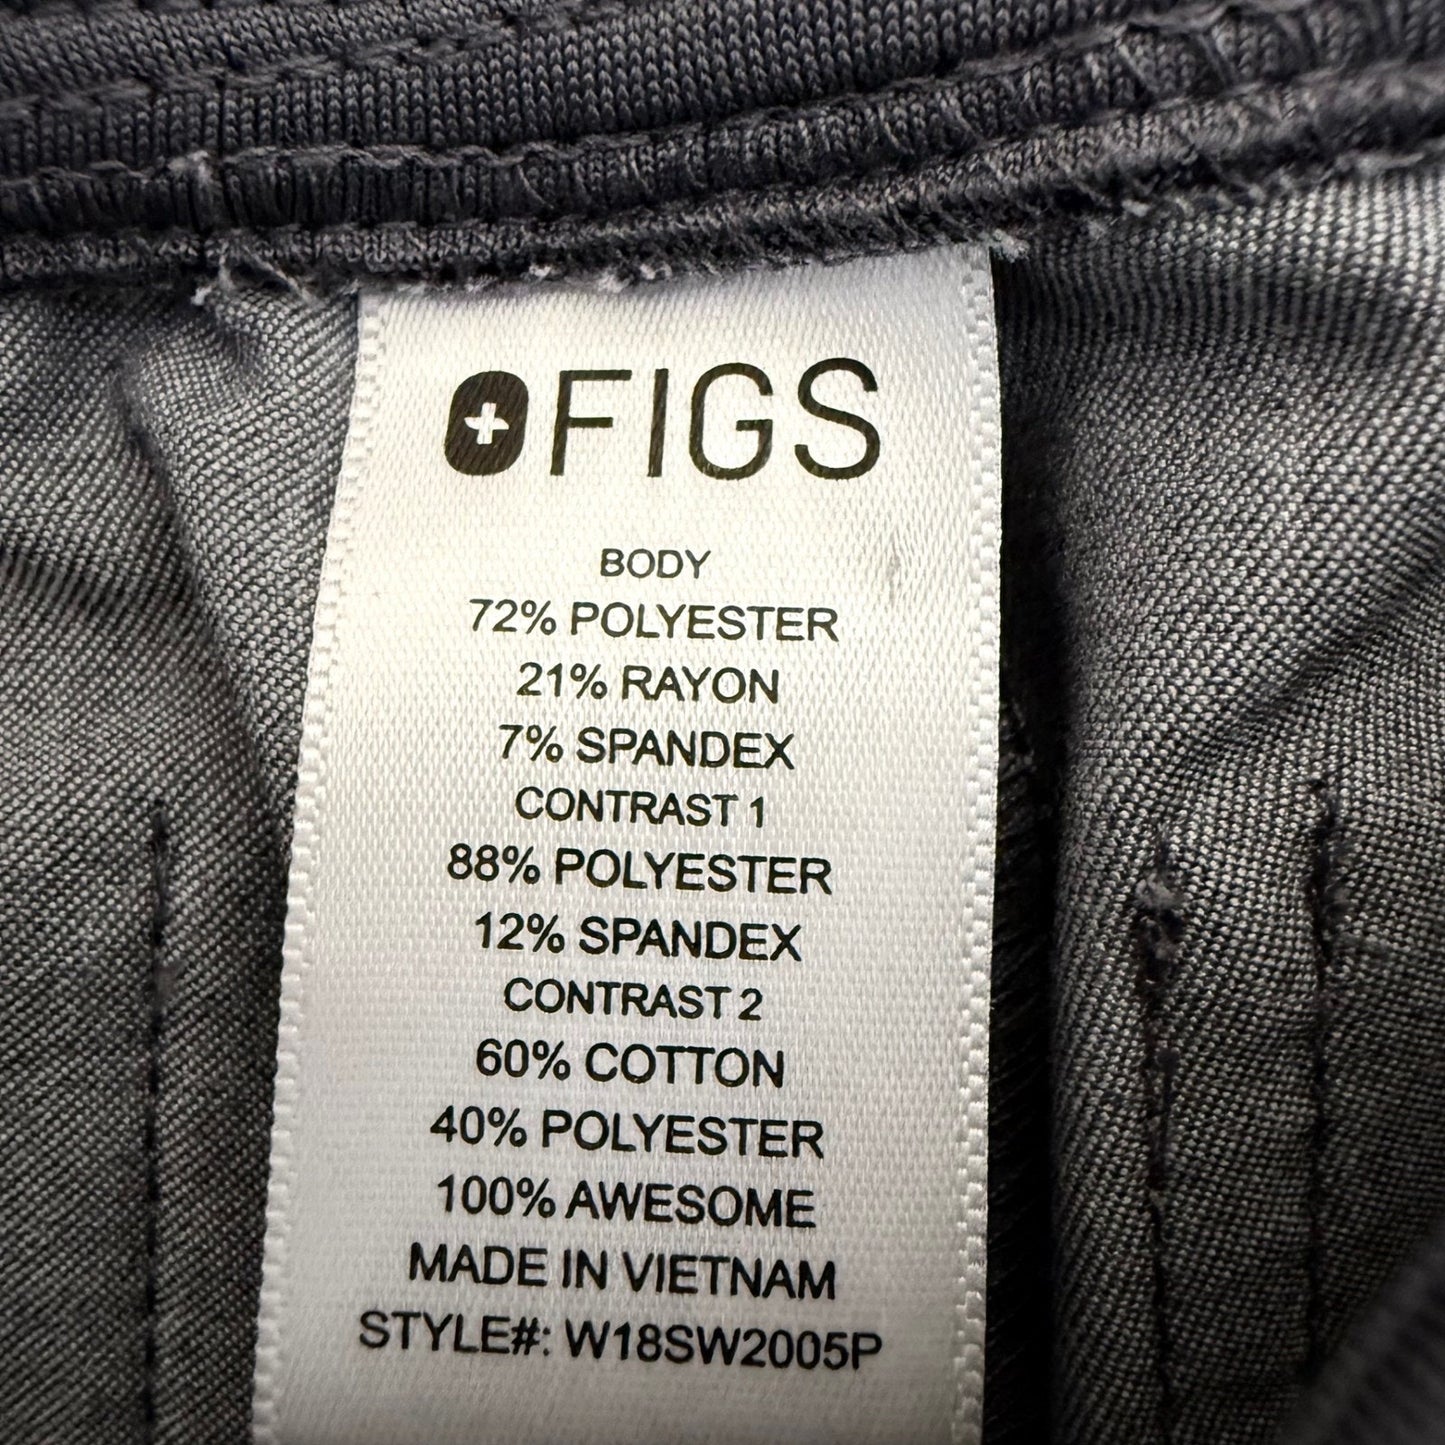 FIGS
BODY
72% POLYESTER
21% RAYON
7% SPANDEX
CONTRAST 1
88% POLYESTER
12% SPANDEX
CONTRAST 2
60% COTTON
40% POLYESTER
100% AWESOME
MADE IN VIETNAM
STYLE#: W18SW2005P